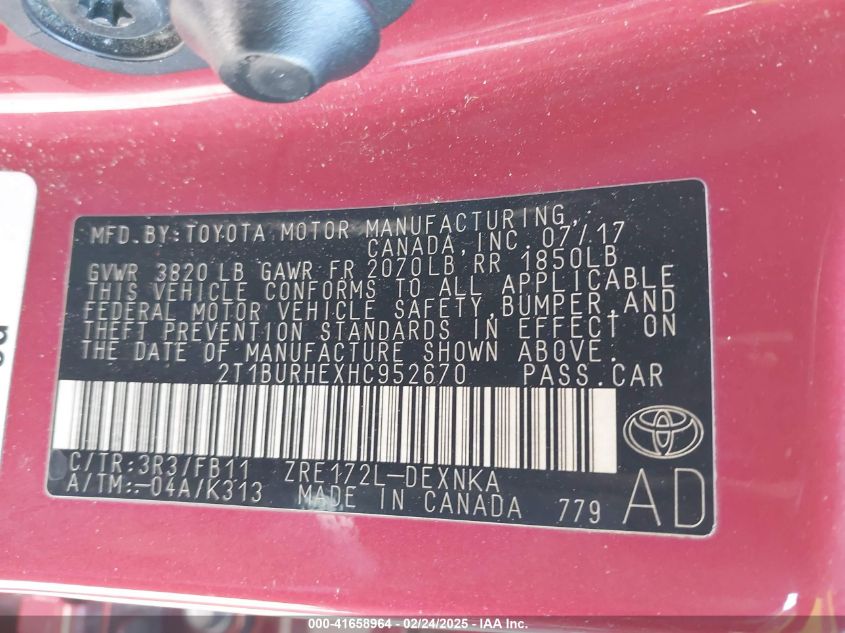 MFD.BY:TOYOTA MOTOR MANUFACTURING,
CANADA,INC. 07/17
GVWR 3820 LB GAWR FR 2070LB RR 1850LB
THIS VEHICLE CONFORMS TO ALL APPLICABLE
FEDERAL MOTOR VEHICLE SAFETY,BUMPER,AND
THEFT PREVENTION STANDARDS IN EFFECT ON
THE DATE OF MANUFACTURE SHOWN ABOVE.
2T1BURHEXHC952670 PASS.CAR
C/TR:3R3/FB11 ZRE172L-DEXNKA
A/TM:-04A/K313 MADE IN CANADA 779 AD
000-41658964 - 02/24/2025 - © IAA Inc.